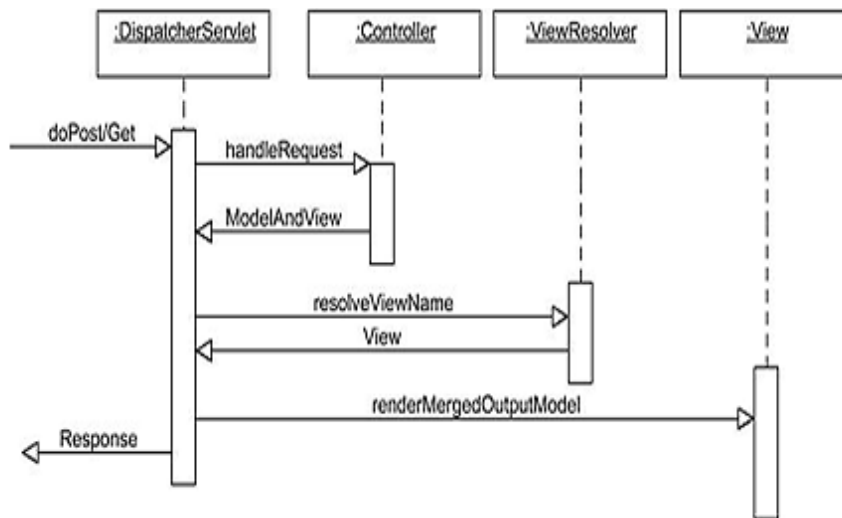 :DispatcherServlet
:Controller
:ViewResolver
:View
doPost/Get
handleRequest
ModelAndView
resolveViewName
View
renderMergedOutputModel
Response